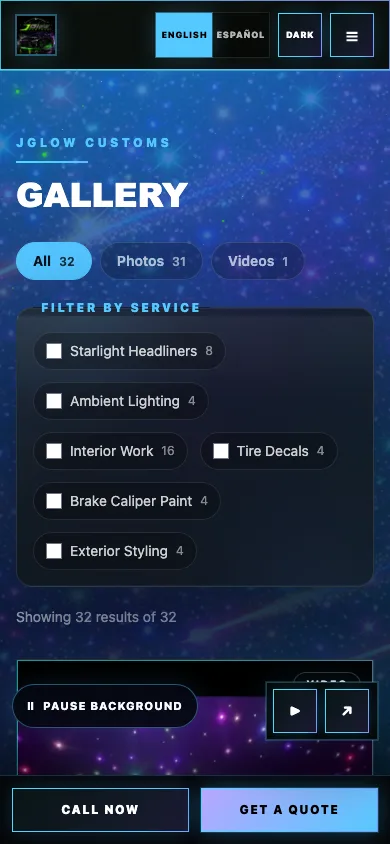 ENGLISH ESPAÑOL DARK
JGLOW CUSTOMS
GALLERY
All 32 Photos 31 Videos 1
FILTER BY SERVICE
Starlight Headliners 8
Ambient Lighting 4
Interior Work 16 Tire Decals 4
Brake Caliper Paint 4
Exterior Styling 4
Showing 32 results of 32
PAUSE BACKGROUND
CALL NOW GET A QUOTE